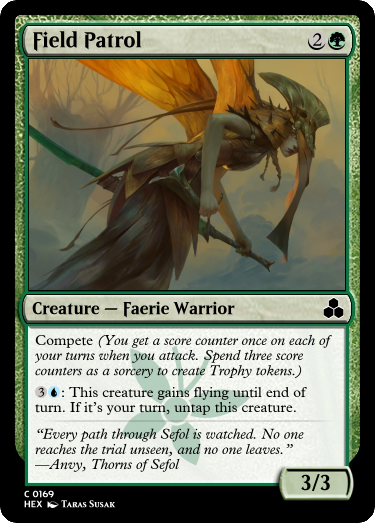 Field Patrol
2
Creature — Faerie Warrior
Compete (You get a score counter once on each of
your turns when you attack. Spend three score
counters as a sorcery to create Trophy tokens.)
3 : This creature gains flying until end of
turn. If it's your turn, untap this creature.
"Every path through Sefol is watched. No one
reaches the trial unseen, and no one leaves."
—Anvy, Thorns of Sefol
3/3
C 0169
HEX Taras Susak